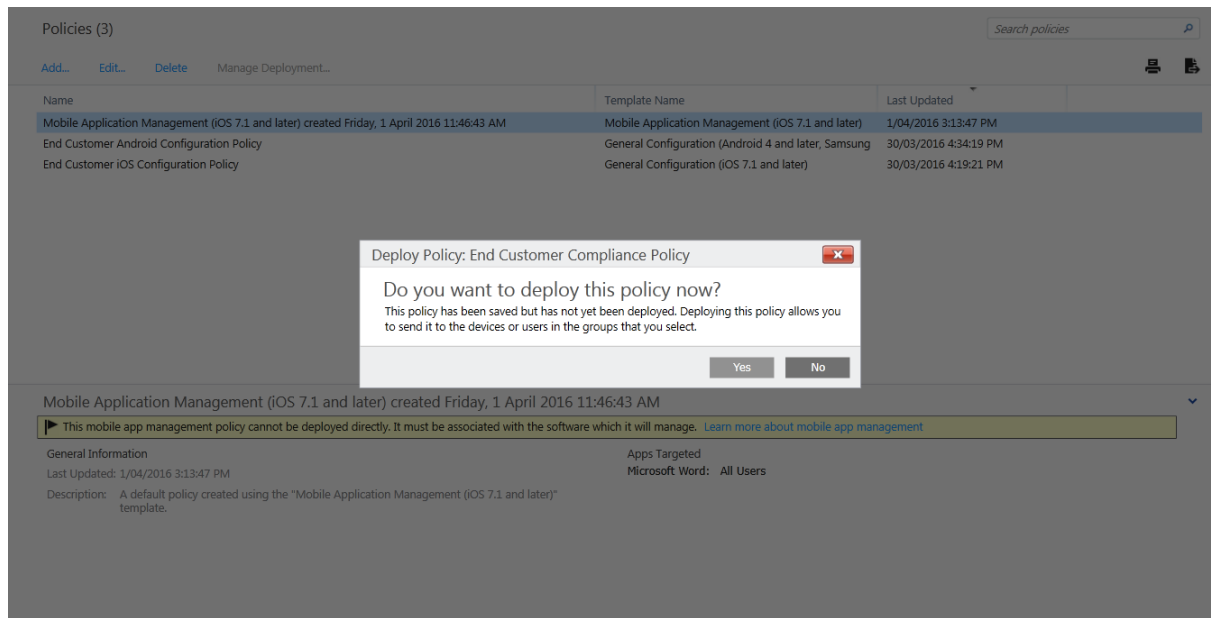 Policies (3)
Search policies
Add... Edit... Delete Manage Deployment...
Name Template Name Last Updated
Mobile Application Management (iOS 7.1 and later) created Friday, 1 April 2016 11:46:43 AM Mobile Application Management (iOS 7.1 and later) 1/04/2016 3:13:47 PM
End Customer Android Configuration Policy General Configuration (Android 4 and later, Samsung 30/03/2016 4:34:19 PM
End Customer iOS Configuration Policy General Configuration (iOS 7.1 and later) 30/03/2016 4:19:21 PM
Deploy Policy: End Customer Compliance Policy
Do you want to deploy this policy now?
This policy has been saved but has not yet been deployed. Deploying this policy allows you
to send it to the devices or users in the groups that you select.
Yes No
Mobile Application Management (iOS 7.1 and later) created Friday, 1 April 2016 11:46:43 AM
This mobile app management policy cannot be deployed directly. It must be associated with the software which it will manage. Learn more about mobile app management
General Information
Last Updated: 1/04/2016 3:13:47 PM
Description: A default policy created using the "Mobile Application Management (iOS 7.1 and later)"
template.
Apps Targeted
Microsoft Word: All Users